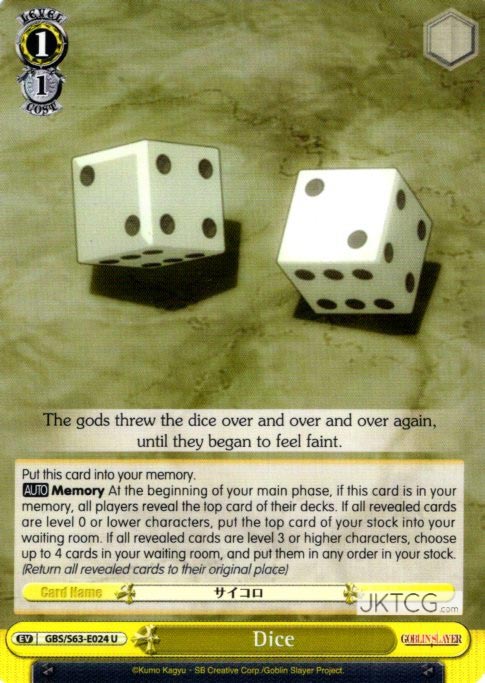 LEVEL
1
1
COST
The gods threw the dice over and over and over again,
until they began to feel faint.
Put this card into your memory.
AUTO Memory At the beginning of your main phase, if this card is in your
memory, all players reveal the top card of their decks. If all revealed cards
are level 0 or lower characters, put the top card of your stock into your
waiting room. If all revealed cards are level 3 or higher characters, choose
up to 4 cards in your waiting room, and put them in any order in your stock.
(Return all revealed cards to their original place)
Card Name サイコロ
JKTCG.com
EV GBS/S63-E024 U Dice GOBLIN SLAYER
©Kumo Kagyu・SB Creative Corp./Goblin Slayer Project.